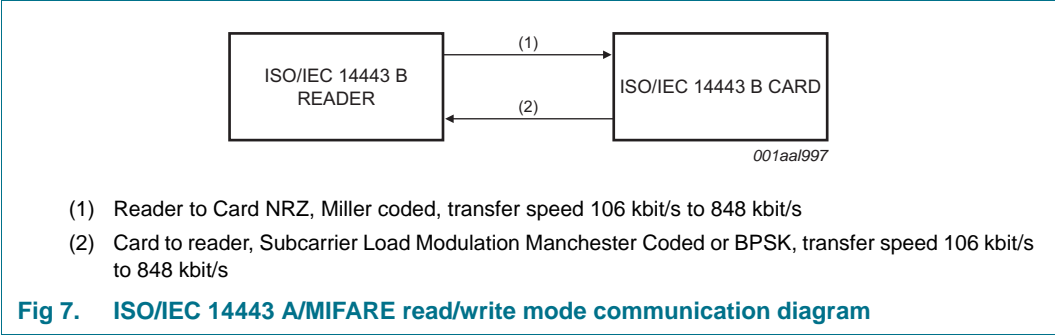 (1)
ISO/IEC 14443 B
READER
ISO/IEC 14443 B CARD
(2)
001aal997
(1) Reader to Card NRZ, Miller coded, transfer speed 106 kbit/s to 848 kbit/s
(2) Card to reader, Subcarrier Load Modulation Manchester Coded or BPSK, transfer speed 106 kbit/s
to 848 kbit/s
Fig 7. ISO/IEC 14443 A/MIFARE read/write mode communication diagram